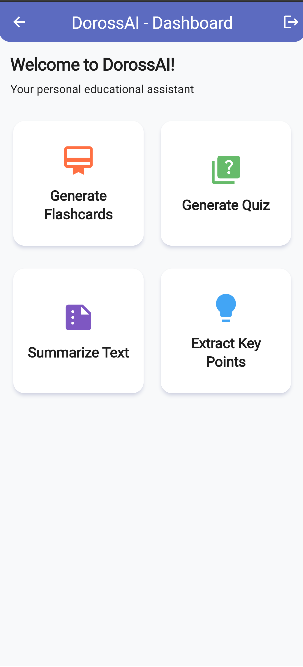 DorossAI - Dashboard
Welcome to DorossAI!
Your personal educational assistant
Generate
Flashcards
Generate Quiz
Summarize Text
Extract Key
Points